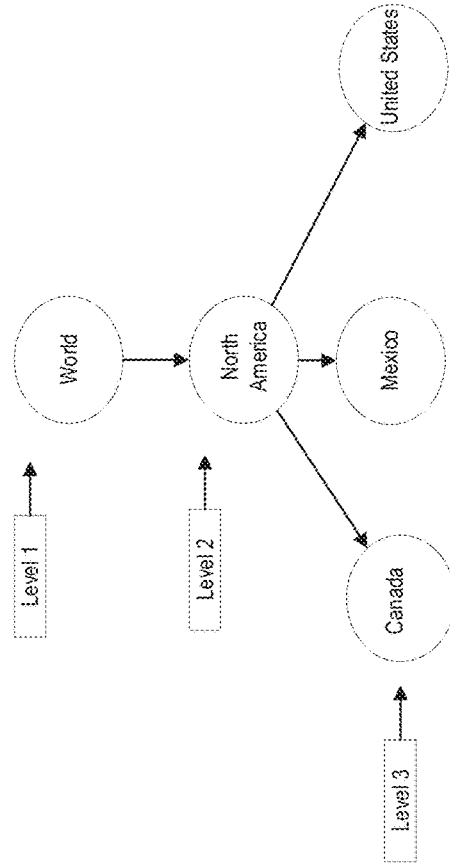 Level 1
World
Level 2
North
America
Level 3
Canada
Mexico
United States